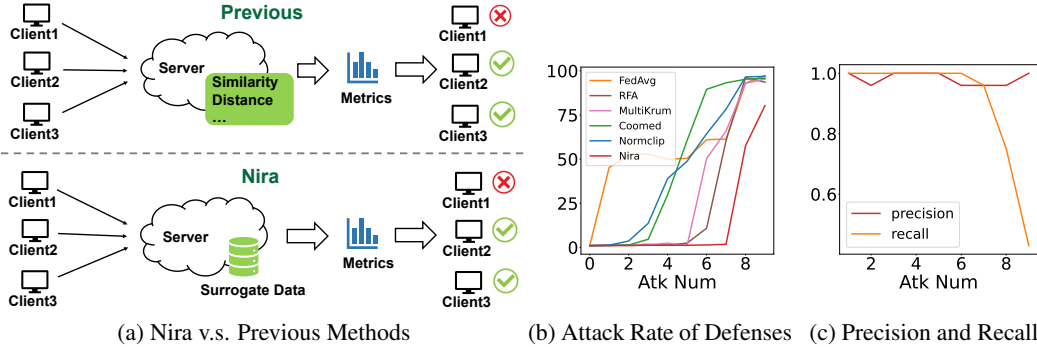 Previous
Client1
Client2
Client3
Server
Similarity
Distance
...
Metrics
Client1
Client2
Client3
Nira
Client1
Client2
Client3
Server
Surrogate Data
Metrics
Client1
Client2
Client3
(a) Nira v.s. Previous Methods
100
75
50
25
0
FedAvg
RFA
MultiKrum
Coomed
Normclip
Nira
0 2 4 6 8
Atk Num
(b) Attack Rate of Defenses
1.0
0.8
0.6
precision
recall
2 4 6 8
Atk Num
(c) Precision and Recall